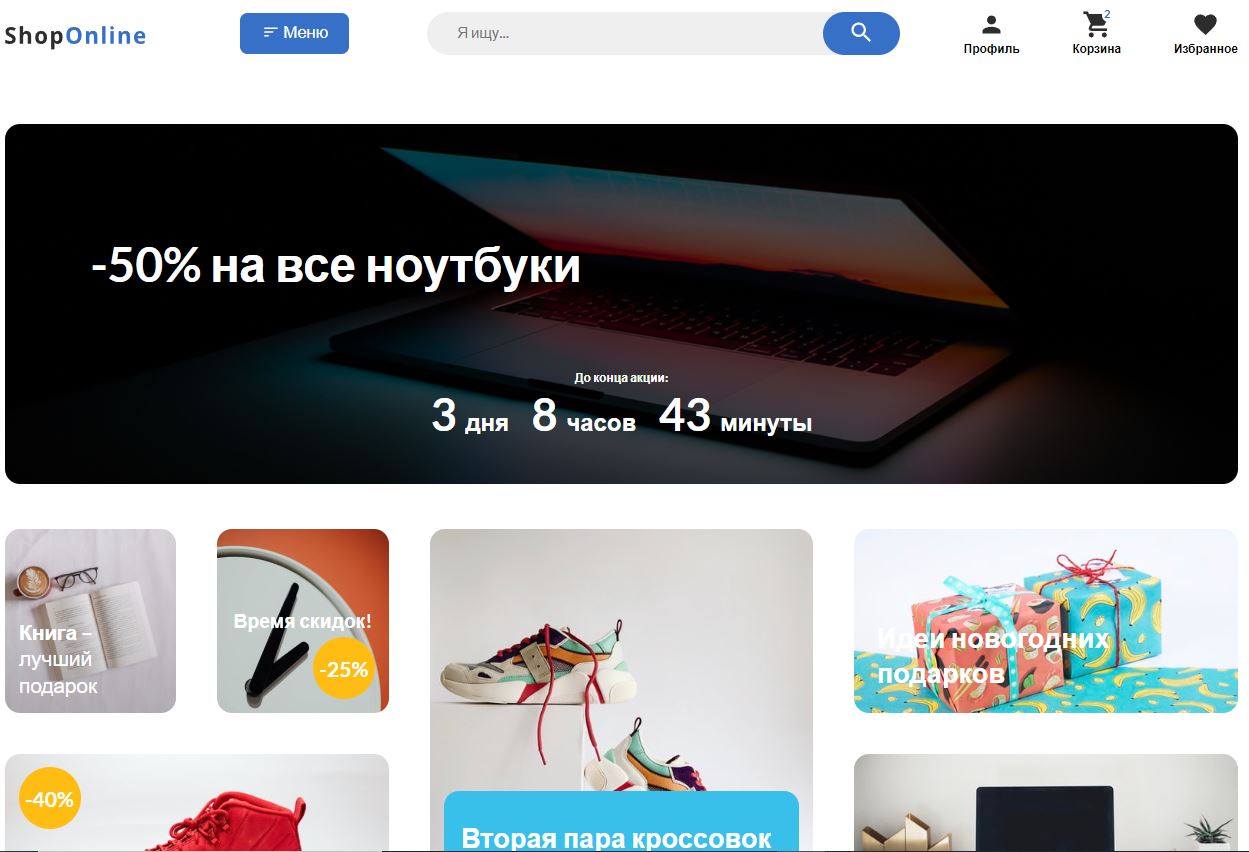 ShopOnline
Меню
Я ищу...
2
Профиль
Корзина
Избранное
-50% на все ноутбуки
До конца акции:
3 дня 8 часов 43 минуты
Книга –
лучший
подарок
Время скидок!
-25%
Идеи новогодних
подарков
-40%
Вторая пара кроссовок